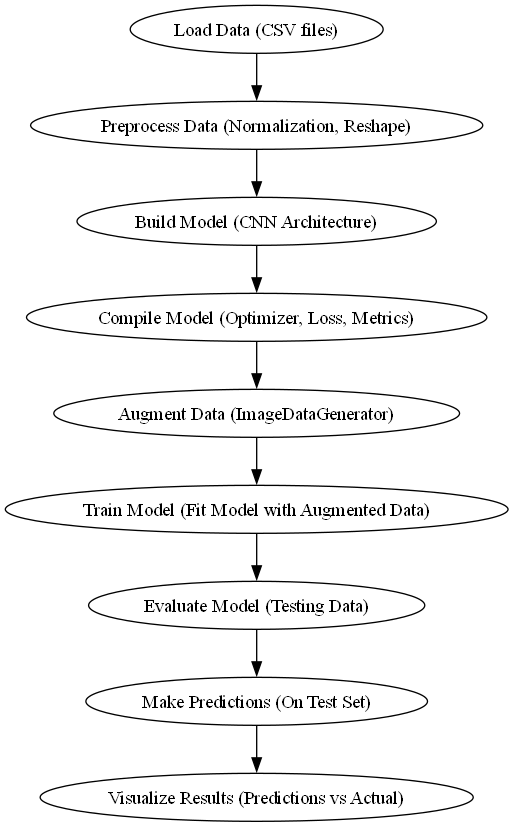 Load Data (CSV files)
Preprocess Data (Normalization, Reshape)
Build Model (CNN Architecture)
Compile Model (Optimizer, Loss, Metrics)
Augment Data (ImageDataGenerator)
Train Model (Fit Model with Augmented Data)
Evaluate Model (Testing Data)
Make Predictions (On Test Set)
Visualize Results (Predictions vs Actual)